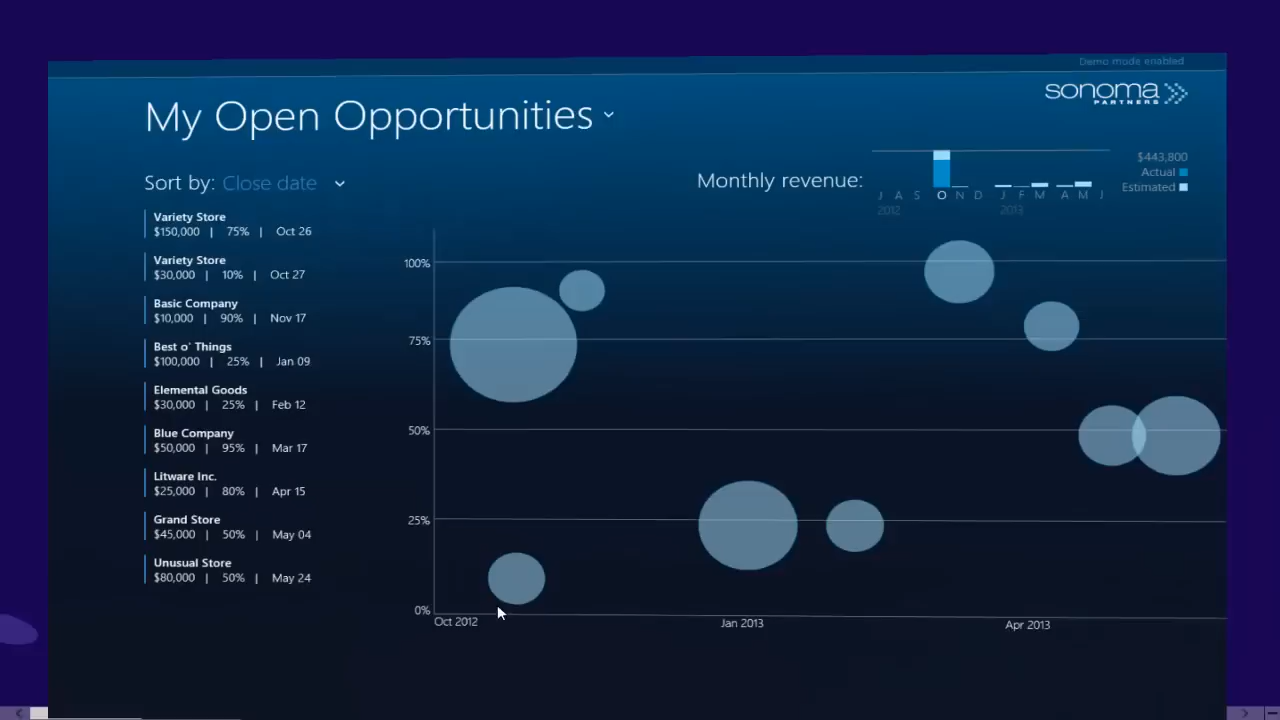 Demo mode enabled
My Open Opportunities
sonoma
PARTNERS
Sort by: Close date
Monthly revenue:
$443,800
Actual
Estimated
J A S O N D J F M A M J
2012 2013
Variety Store
$150,000 | 75% | Oct 26
Variety Store
$30,000 | 10% | Oct 27
Basic Company
$10,000 | 90% | Nov 17
Best o' Things
$100,000 | 25% | Jan 09
Elemental Goods
$30,000 | 25% | Feb 12
Blue Company
$50,000 | 95% | Mar 17
Litware Inc.
$25,000 | 80% | Apr 15
Grand Store
$45,000 | 50% | May 04
Unusual Store
$80,000 | 50% | May 24
100%
75%
50%
25%
0%
Oct 2012 Jan 2013 Apr 2013